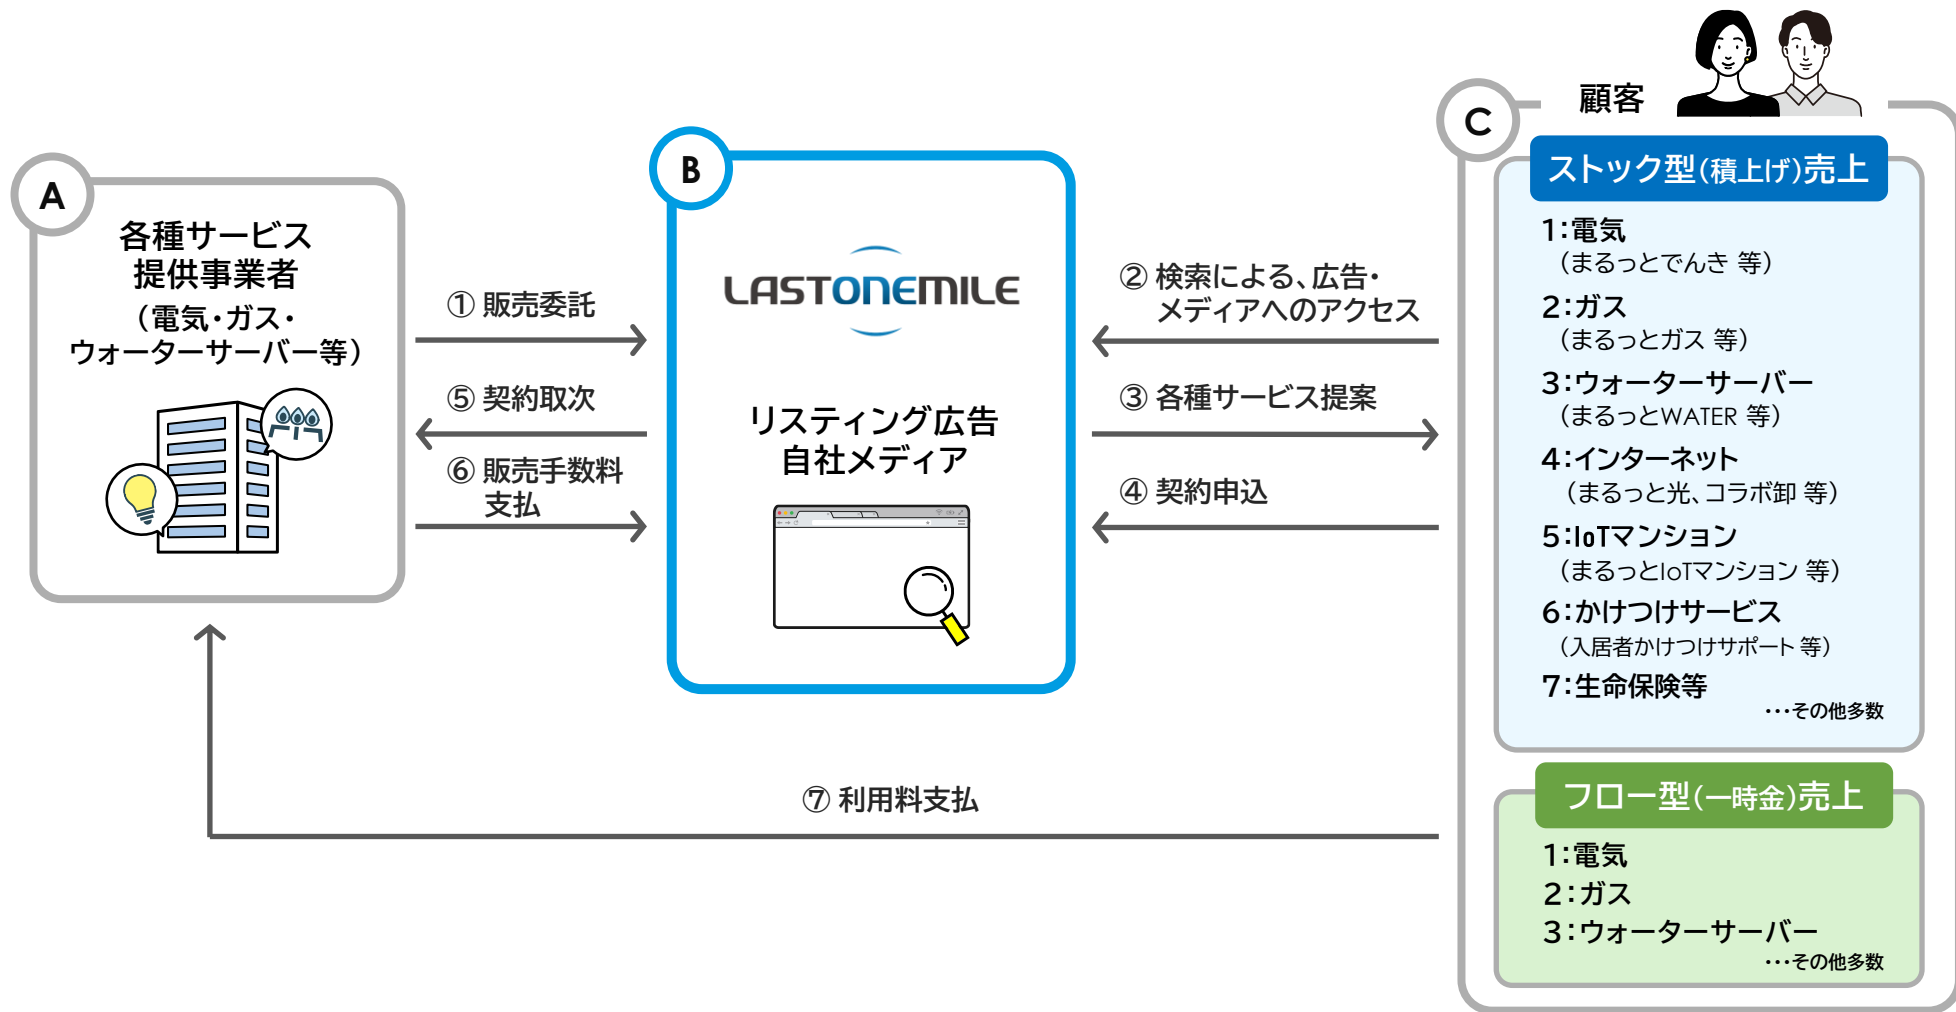 A
各種サービス
提供事業者
（電気・ガス・
ウォーターサーバー等）
① 販売委託
⑤ 契約取次
⑥ 販売手数料
支払
B
LASTONEMILE
リスティング広告
自社メディア
② 検索による、広告・
メディアへのアクセス
③ 各種サービス提案
④ 契約申込
⑦ 利用料支払
C
顧客
ストック型（積上げ）売上
1：電気
（まるっとでんき 等）
2：ガス
（まるっとガス 等）
3：ウォーターサーバー
（まるっとWATER 等）
4：インターネット
（まるっと光、コラボ卸 等）
5：IoTマンション
（まるっとIoTマンション 等）
6：かけつけサービス
（入居者かけつけサポート 等）
7：生命保険等
・・・その他多数
フロー型（一時金）売上
1：電気
2：ガス
3：ウォーターサーバー
・・・その他多数